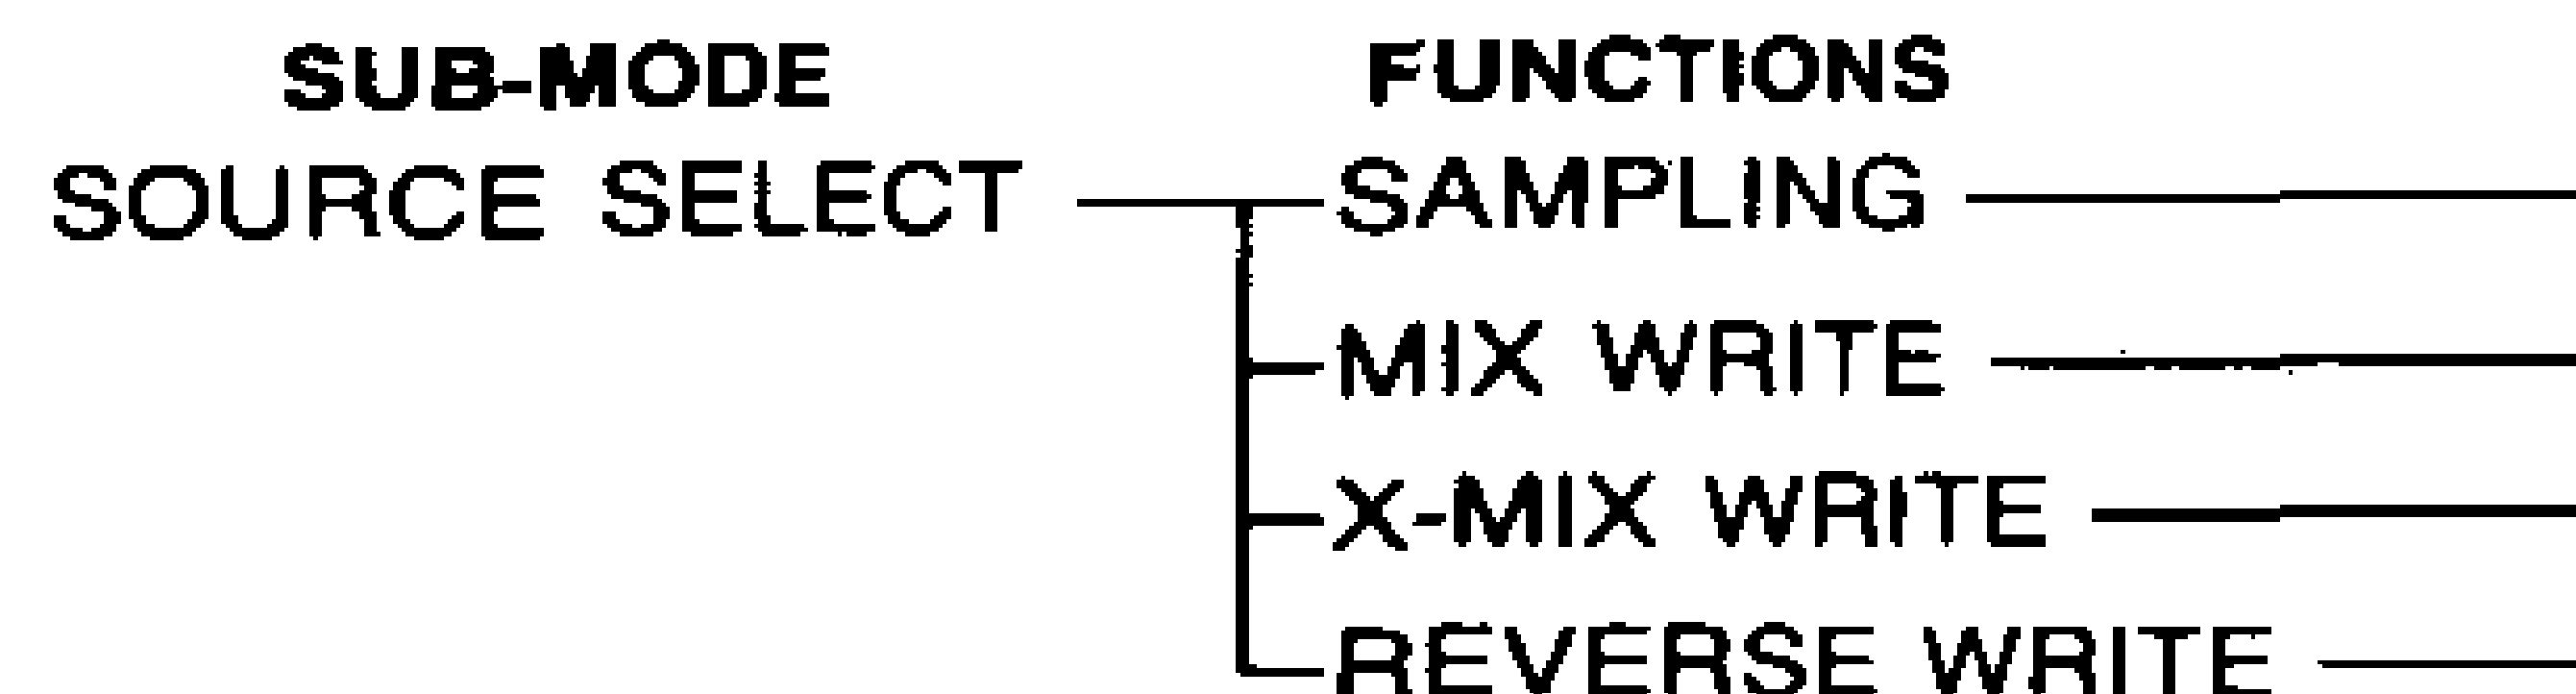 SUB-MODE FUNCTIONS
SOURCE SELECT SAMPLING
MIX WRITE
X-MIX WRITE
REVERSE WRITE